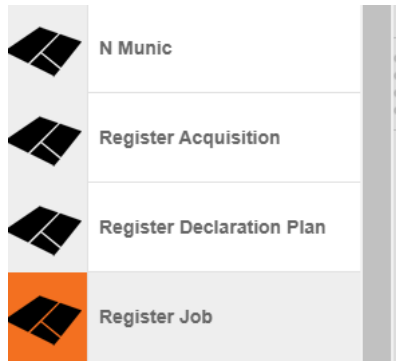 N Munic
Register Acquisition
Register Declaration Plan
Register Job